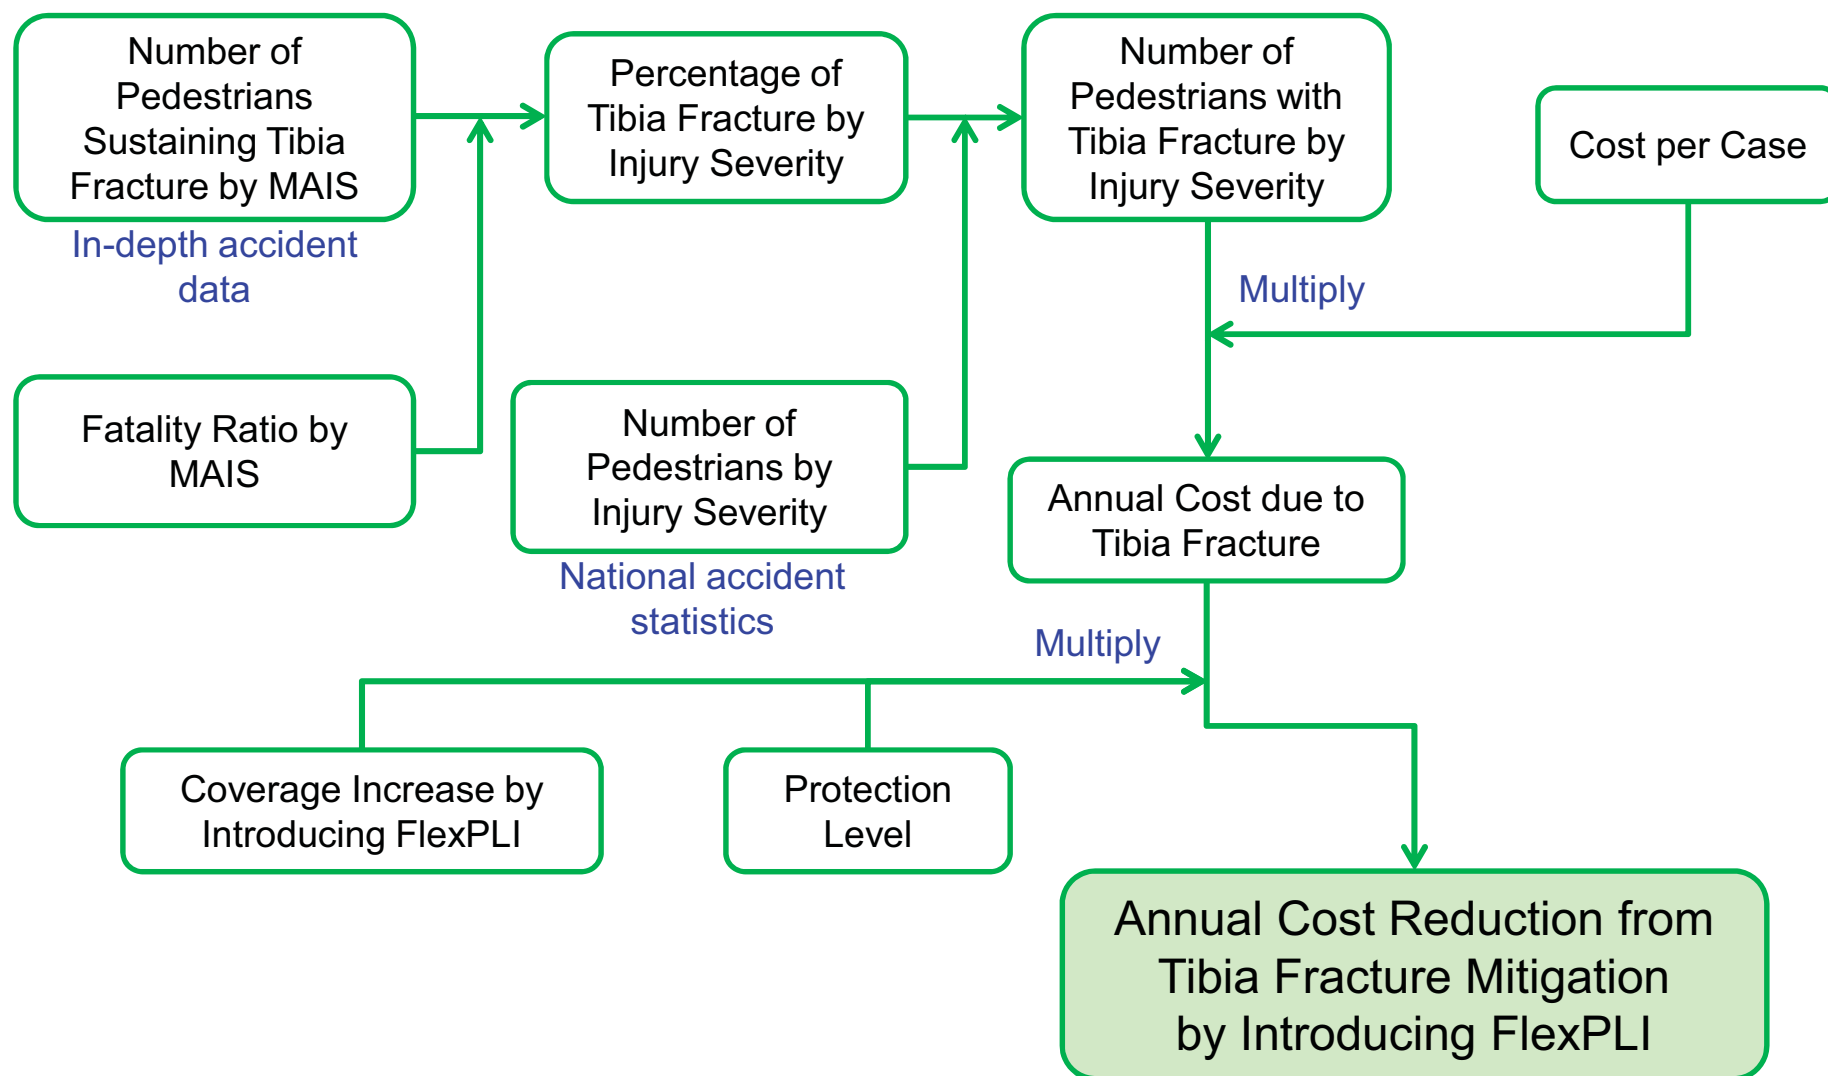 Number of
Pedestrians
Sustaining Tibia
Fracture by MAIS
In-depth accident
data
Percentage of
Tibia Fracture by
Injury Severity
Number of
Pedestrians with
Tibia Fracture by
Injury Severity
Cost per Case
Multiply
Fatality Ratio by
MAIS
Number of
Pedestrians by
Injury Severity
National accident
statistics
Annual Cost due to
Tibia Fracture
Multiply
Coverage Increase by
Introducing FlexPLI
Protection
Level
Annual Cost Reduction from
Tibia Fracture Mitigation
by Introducing FlexPLI